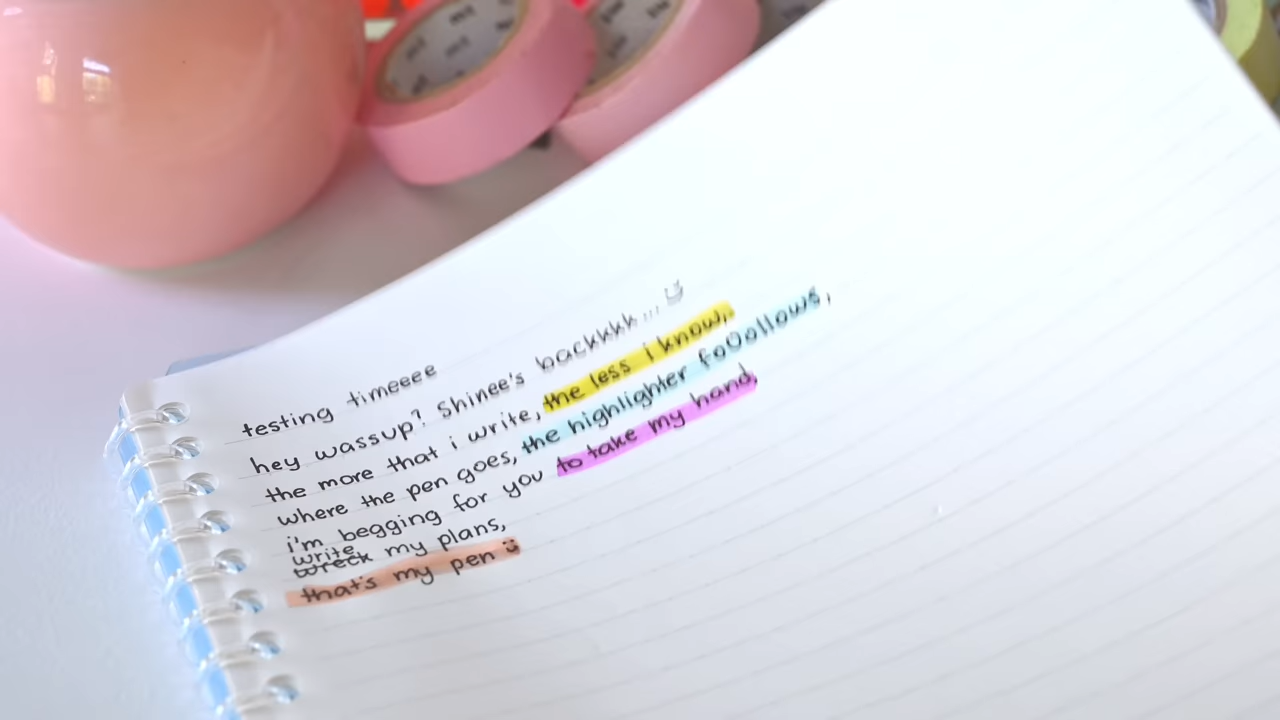 testing timeeee
hey wassup? Shinee's backkkk...
the more that i write, the less i know,
where the pen goes, the highlighter foOollows,
i'm begging for you to take my hand,
write
wreck my plans,
that's my pen